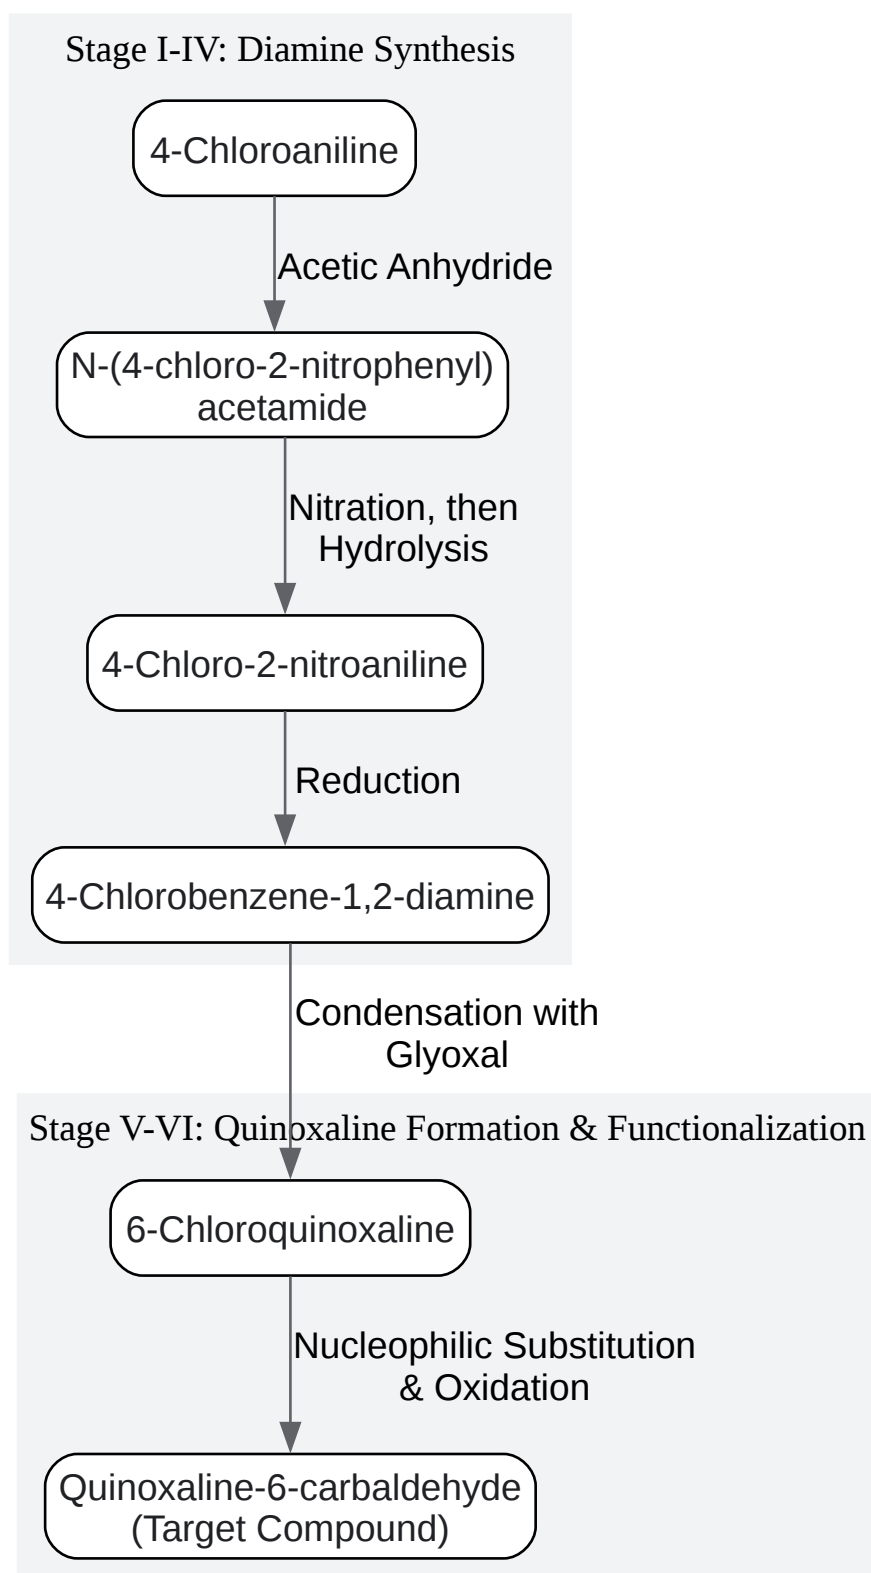 Stage I-IV: Diamine Synthesis
4-Chloroaniline
Acetic Anhydride
N-(4-chloro-2-nitrophenyl)
acetamide
Nitration, then
Hydrolysis
4-Chloro-2-nitroaniline
Reduction
4-Chlorobenzene-1,2-diamine
Condensation with
Glyoxal
Stage V-VI: Quinoxaline Formation & Functionalization
6-Chloroquinoxaline
Nucleophilic Substitution
& Oxidation
Quinoxaline-6-carbaldehyde
(Target Compound)